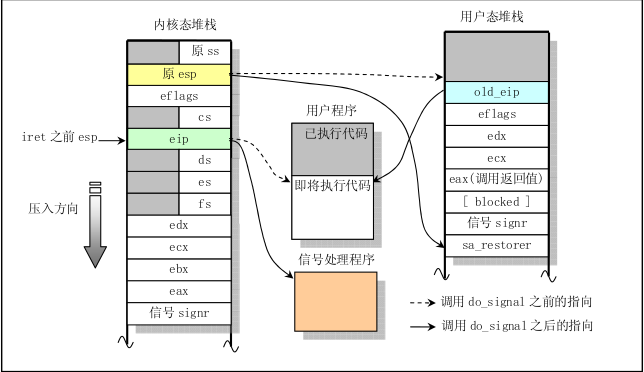 内核态堆栈
原 ss
原 esp
eflags
cs
eip
ds
es
fs
edx
ecx
ebx
eax
信号 signr
iret 之前 esp
压入方向
用户程序
已执行代码
即将执行代码
信号处理程序
用户态堆栈
old_eip
eflags
edx
ecx
eax(调用返回值)
[ blocked ]
信号 signr
sa_restorer
调用 do_signal 之前的指向
调用 do_signal 之后的指向